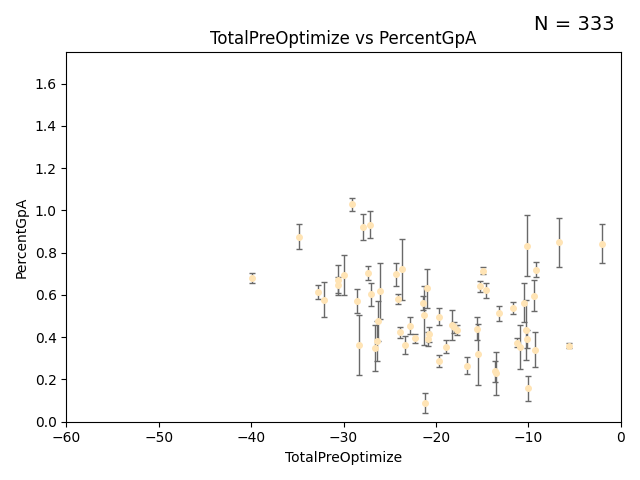 N = 333
TotalPreOptimize vs PercentGpA
PercentGpA
1.6
1.4
1.2
1.0
0.8
0.6
0.4
0.2
0.0
−60 −50 −40 −30 −20 −10 0
TotalPreOptimize